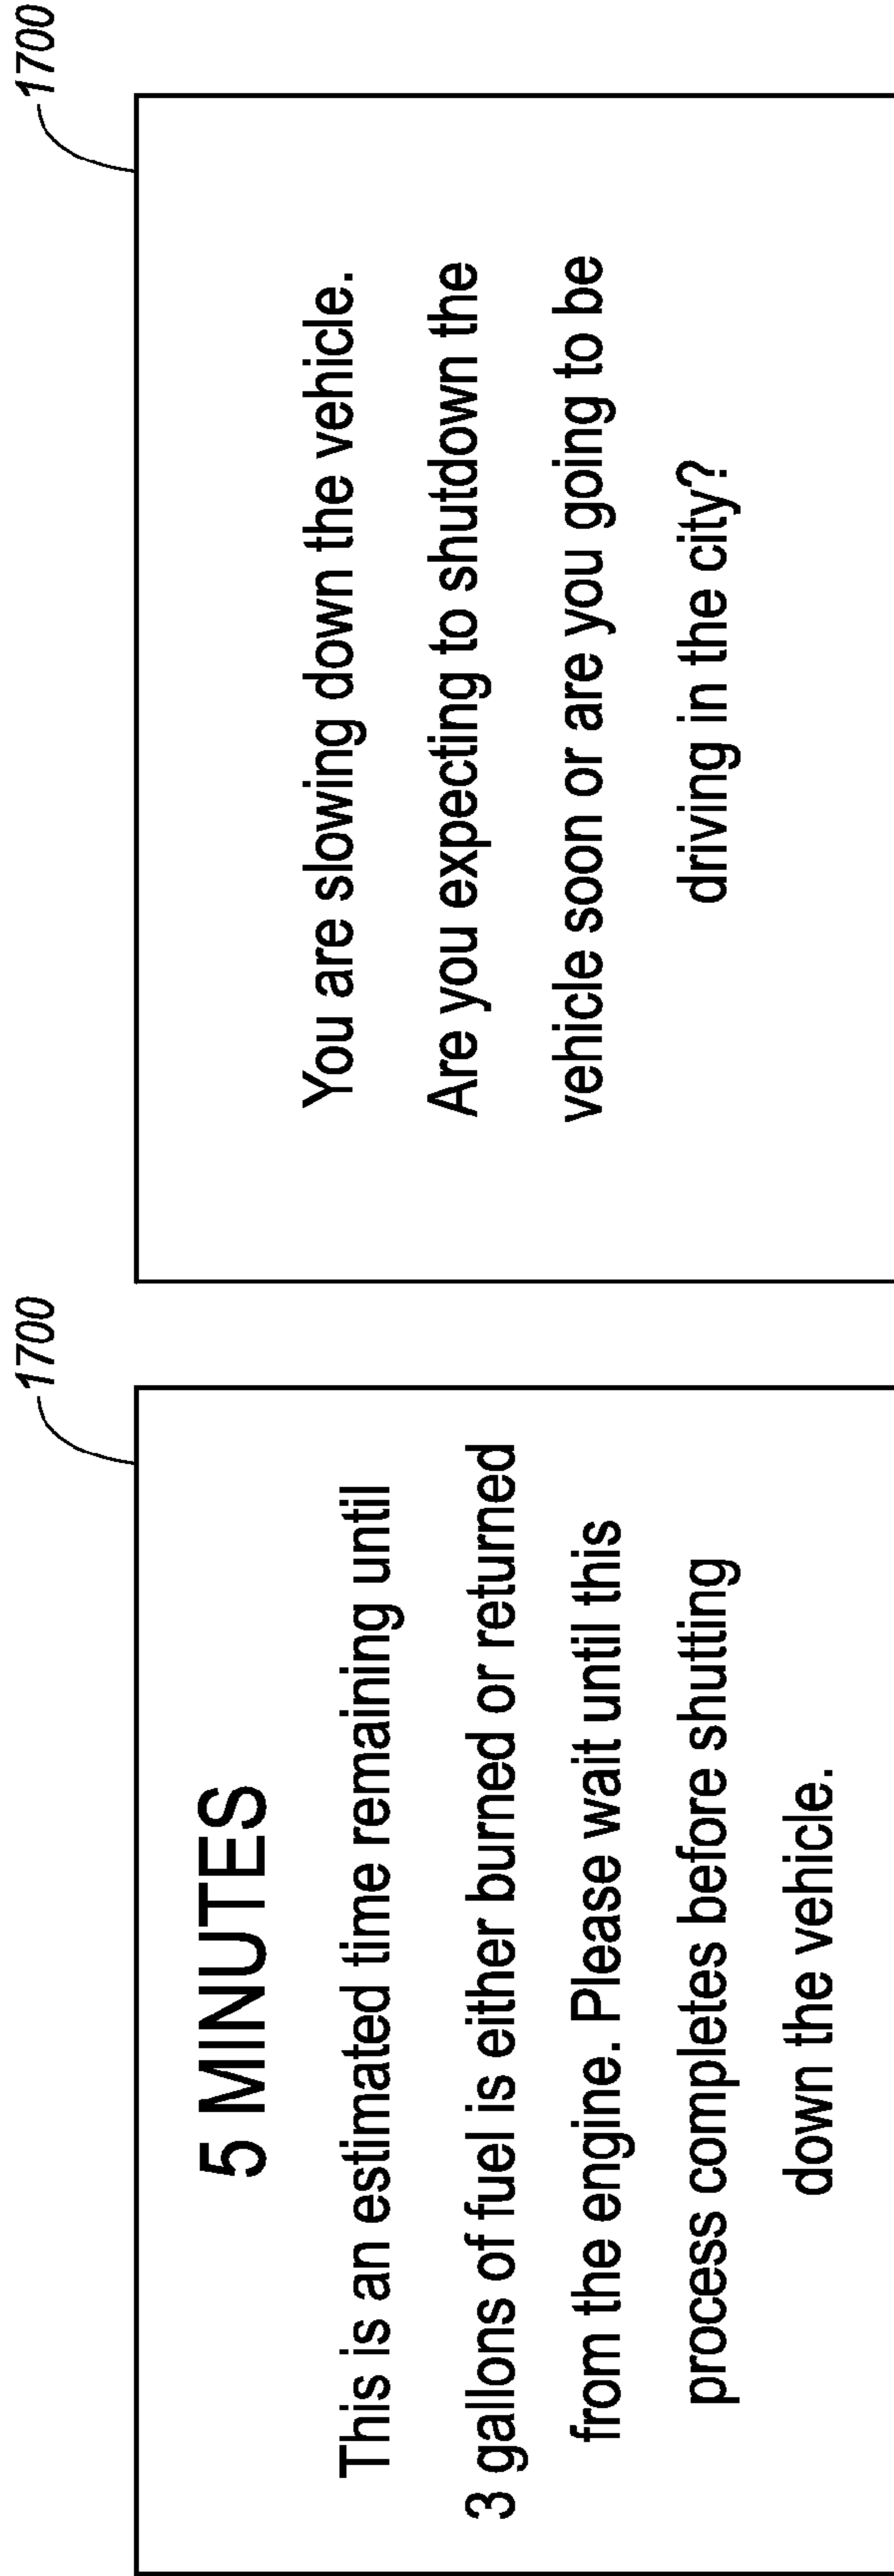 1700
5 MINUTES
This is an estimated time remaining until
3 gallons of fuel is either burned or returned
from the engine. Please wait until this
process completes before shutting
down the vehicle.
1700
You are slowing down the vehicle.
Are you expecting to shutdown the
vehicle soon or are you going to be
driving in the city?